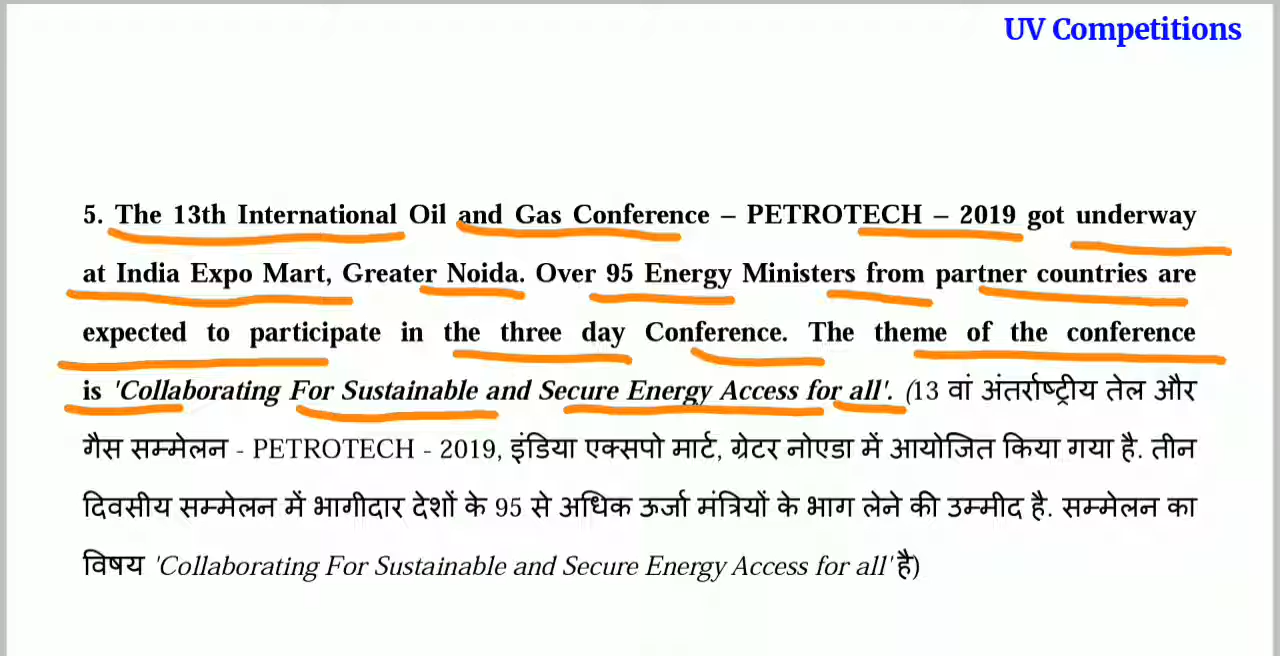 UV Competitions
5. The 13th International Oil and Gas Conference – PETROTECH – 2019 got underway
at India Expo Mart, Greater Noida. Over 95 Energy Ministers from partner countries are
expected to participate in the three day Conference. The theme of the conference
is 'Collaborating For Sustainable and Secure Energy Access for all'. (13 वां अंतर्राष्ट्रीय तेल और
गैस सम्मेलन - PETROTECH - 2019, इंडिया एक्सपो मार्ट, ग्रेटर नोएडा में आयोजित किया गया है. तीन
दिवसीय सम्मेलन में भागीदार देशों के 95 से अधिक ऊर्जा मंत्रियों के भाग लेने की उम्मीद है. सम्मेलन का
विषय 'Collaborating For Sustainable and Secure Energy Access for all' है)